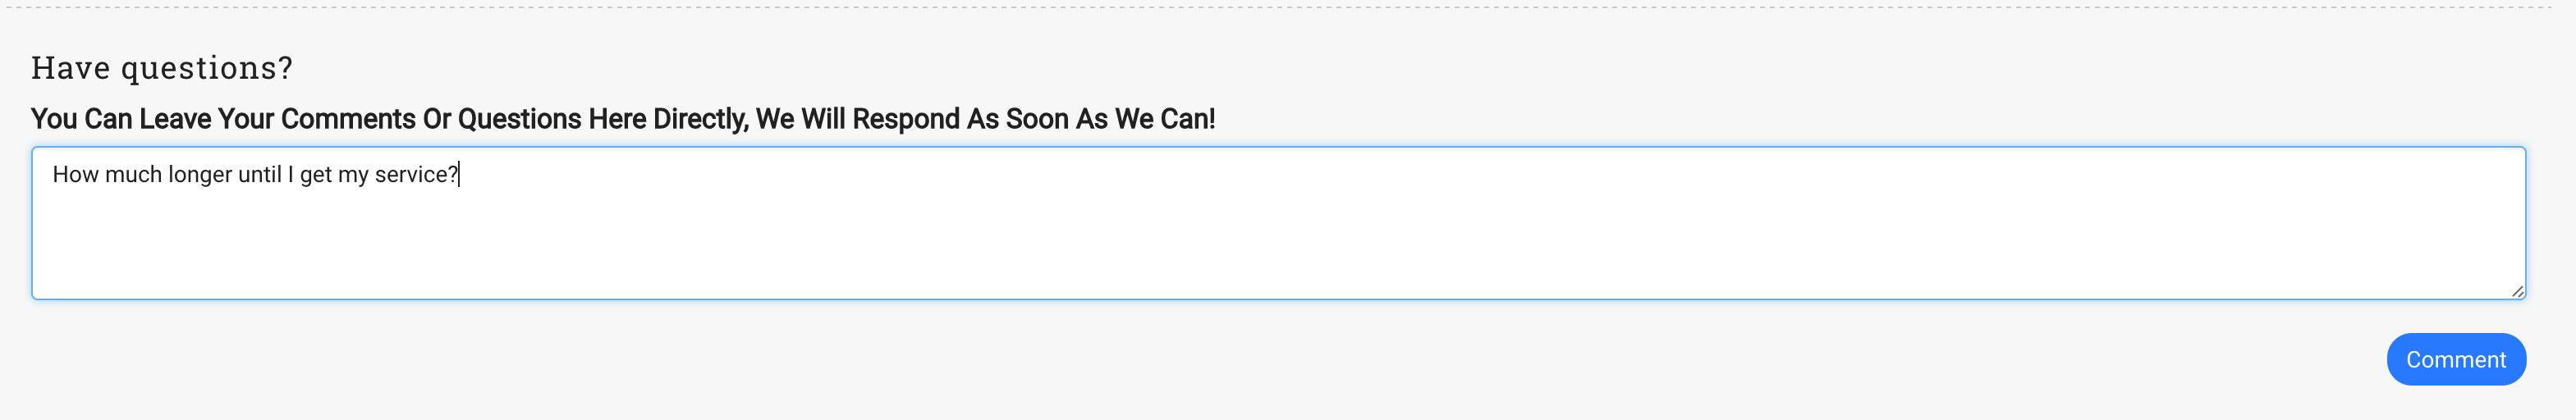 Have questions?
You Can Leave Your Comments Or Questions Here Directly, We Will Respond As Soon As We Can!
How much longer until I get my service?
Comment